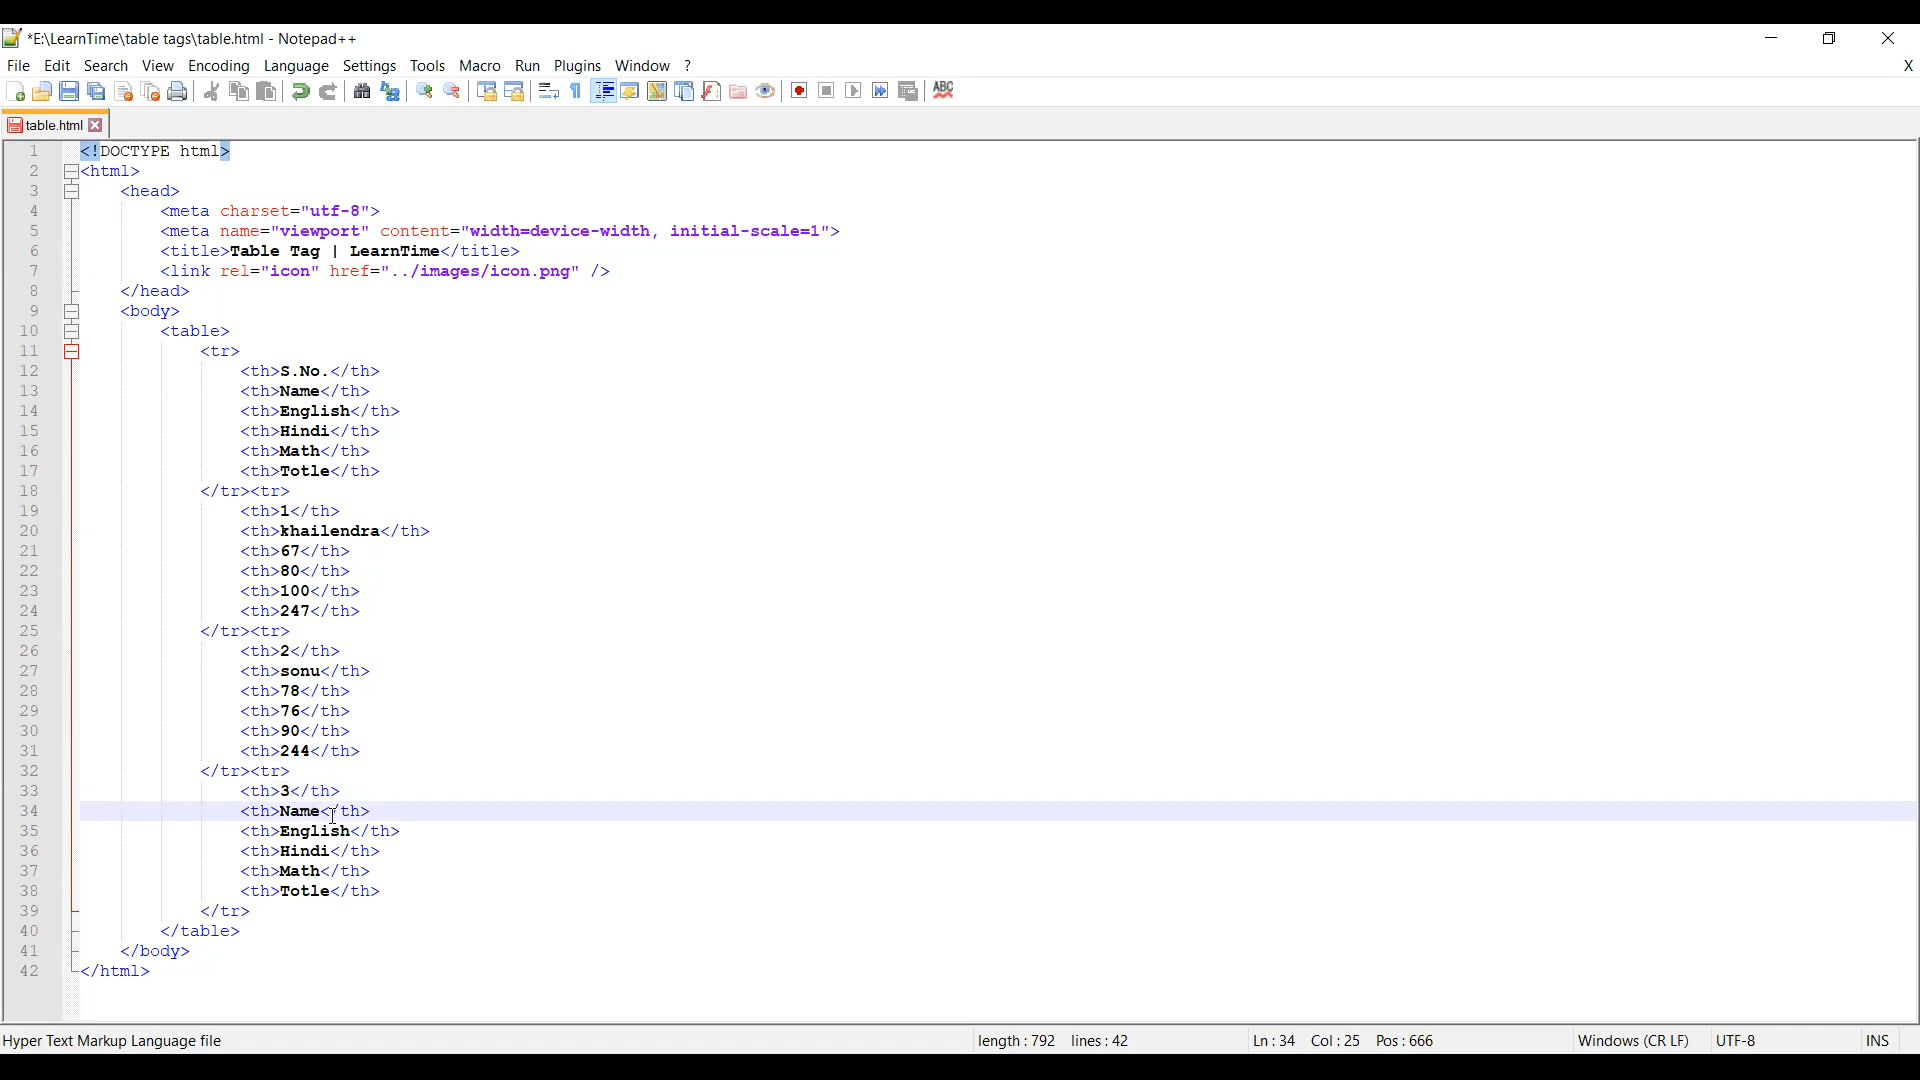 *E:\LearnTime\table tags\table.html - Notepad++
File Edit Search View Encoding Language Settings Tools Macro Run Plugins Window ? X
ABC
table.html
1 <!DOCTYPE html>
2 <html>
3 <head>
4 <meta charset="utf-8">
5 <meta name="viewport" content="width=device-width, initial-scale=1">
6 <title>Table Tag | LearnTime</title>
7 <link rel="icon" href="../images/icon.png" />
8 </head>
9 <body>
10 <table>
11 <tr>
12 <th>S.No.</th>
13 <th>Name</th>
14 <th>English</th>
15 <th>Hindi</th>
16 <th>Math</th>
17 <th>Totle</th>
18 </tr><tr>
19 <th>1</th>
20 <th>khailendra</th>
21 <th>67</th>
22 <th>80</th>
23 <th>100</th>
24 <th>247</th>
25 </tr><tr>
26 <th>2</th>
27 <th>sonu</th>
28 <th>78</th>
29 <th>76</th>
30 <th>90</th>
31 <th>244</th>
32 </tr><tr>
33 <th>3</th>
34 <th>Name</th>
35 <th>English</th>
36 <th>Hindi</th>
37 <th>Math</th>
38 <th>Totle</th>
39 </tr>
40 </table>
41 </body>
42 </html>
Hyper Text Markup Language file length : 792 lines : 42 Ln : 34 Col : 25 Pos : 666 Windows (CR LF) UTF-8 INS